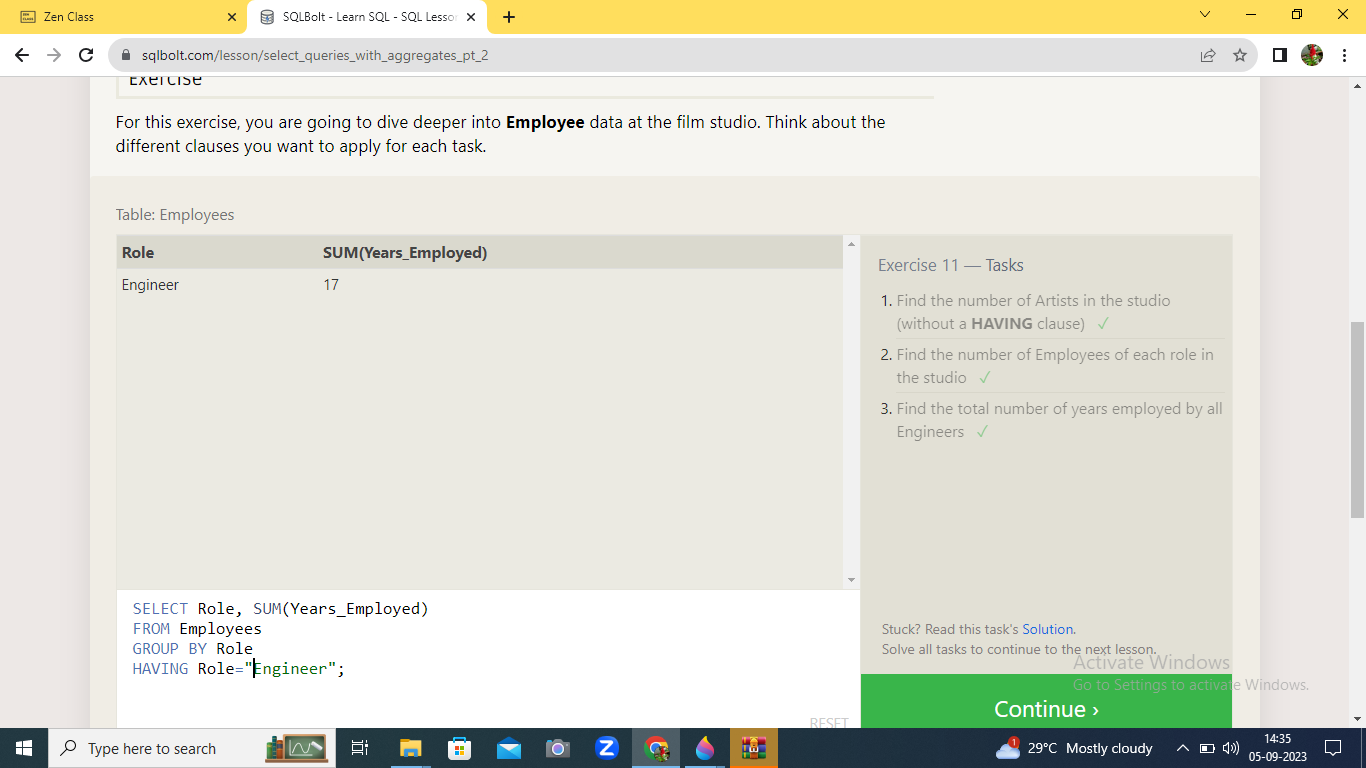 Zen Class
SQLBolt - Learn SQL - SQL Lesson
sqlbolt.com/lesson/select_queries_with_aggregates_pt_2
Exercise
For this exercise, you are going to dive deeper into Employee data at the film studio. Think about the
different clauses you want to apply for each task.
Table: Employees
Role SUM(Years_Employed)
Engineer 17
Exercise 11 — Tasks
1. Find the number of Artists in the studio
(without a HAVING clause) ✓
2. Find the number of Employees of each role in
the studio ✓
3. Find the total number of years employed by all
Engineers ✓
SELECT Role, SUM(Years_Employed)
FROM Employees
GROUP BY Role
HAVING Role="Engineer";
RESET
Stuck? Read this task's Solution.
Solve all tasks to continue to the next lesson.
Continue ›
Activate Windows
Go to Settings to activate Windows.
Type here to search
1
29°C Mostly cloudy
14:35
05-09-2023